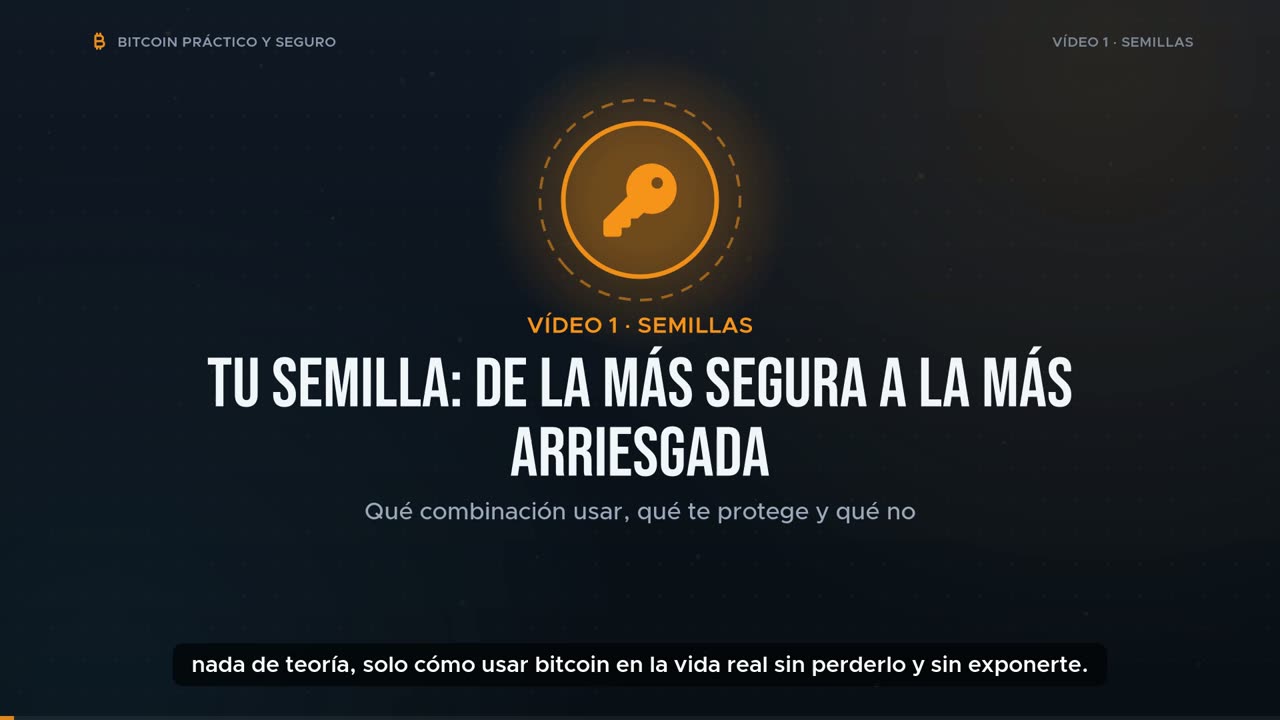 BITCOIN PRÁCTICO Y SEGURO
VÍDEO 1 · SEMILLAS
VÍDEO 1 · SEMILLAS
TU SEMILLA: DE LA MÁS SEGURA A LA MÁS
ARRIESGADA
Qué combinación usar, qué te protege y qué no
nada de teoría, solo cómo usar bitcoin en la vida real sin perderlo y sin exponerte.